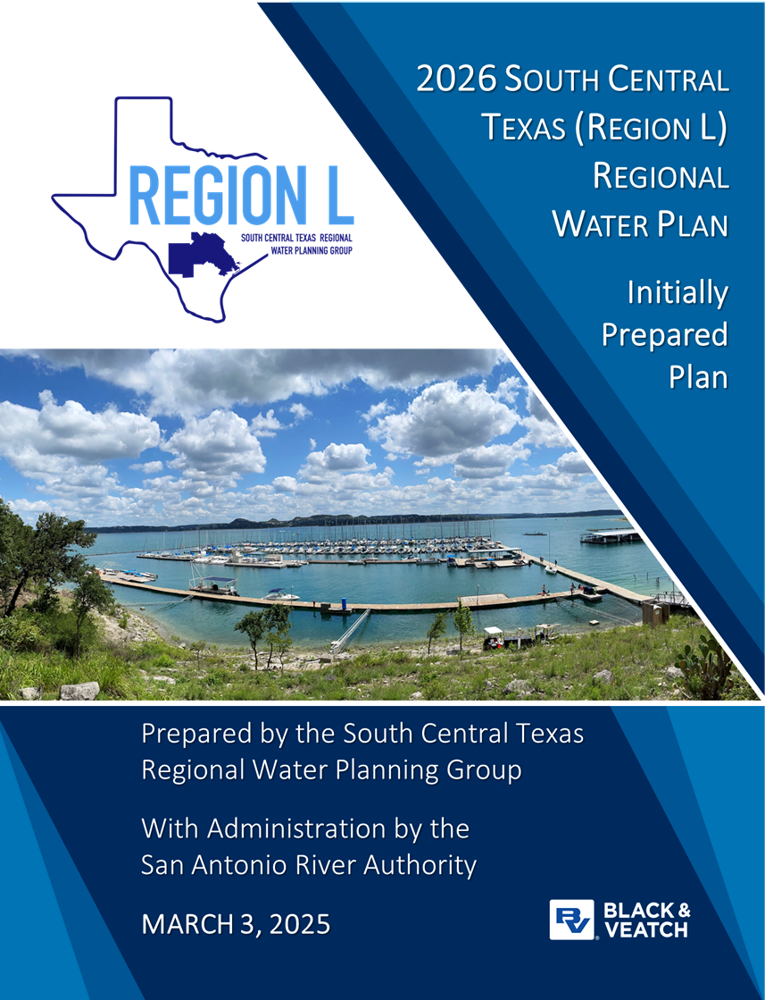 2026 SOUTH CENTRAL
TEXAS (REGION L)
REGIONAL
WATER PLAN
Initially
Prepared
Plan
REGION L
SOUTH CENTRAL TEXAS REGIONAL
WATER PLANNING GROUP
Prepared by the South Central Texas
Regional Water Planning Group
With Administration by the
San Antonio River Authority
MARCH 3, 2025
BV
BLACK &
VEATCH